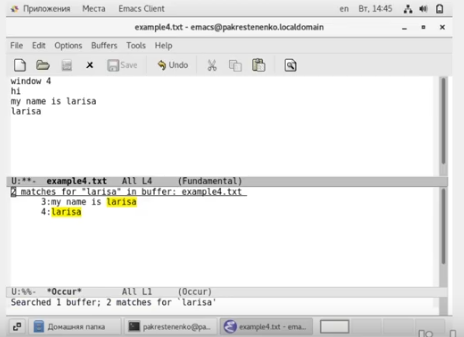 Приложения Места Emacs Client en Вт, 14:45
example4.txt - emacs@pakrestenenko.localdomain
File Edit Options Buffers Tools Help
Save Undo
window 4
hi
my name is larisa
larisa
U:**- example4.txt All L4 (Fundamental)
2 matches for "larisa" in buffer: example4.txt
3:my name is larisa
4:larisa
U:%%- *Occur* All L1 (Occur)
Searched 1 buffer; 2 matches for `larisa'
Домашняя папка pakrestenenko@pa... example4.txt - ema...